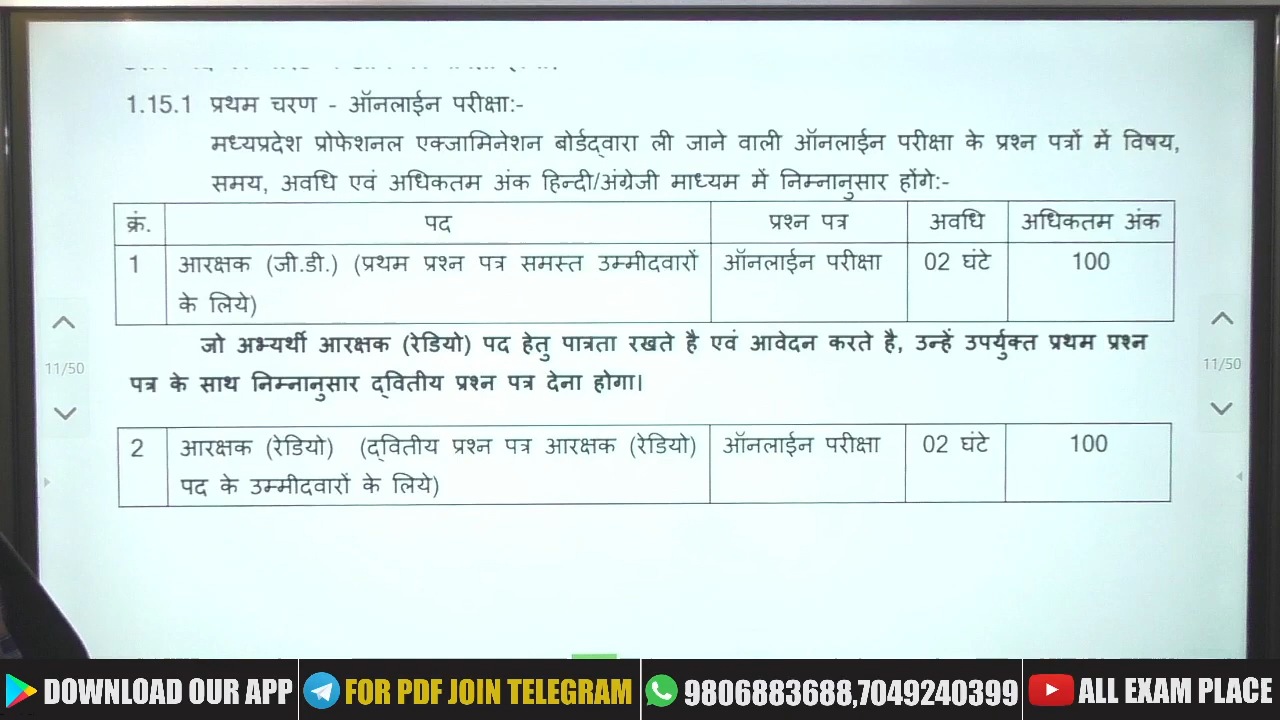 1.15.1 प्रथम चरण - ऑनलाईन परीक्षा:-
मध्यप्रदेश प्रोफेशनल एक्जामिनेशन बोर्डद्वारा ली जाने वाली ऑनलाईन परीक्षा के प्रश्न पत्रों में विषय,
समय, अवधि एवं अधिकतम अंक हिन्दी/अंग्रेजी माध्यम में निम्नानुसार होंगे:-
क्रं. पद प्रश्न पत्र अवधि अधिकतम अंक
1 आरक्षक (जी.डी.) (प्रथम प्रश्न पत्र समस्त उम्मीदवारों ऑनलाईन परीक्षा 02 घंटे 100
के लिये)
जो अभ्यर्थी आरक्षक (रेडियो) पद हेतु पात्रता रखते है एवं आवेदन करते है, उन्हें उपर्युक्त प्रथम प्रश्न
11/50
11/50
पत्र के साथ निम्नानुसार द्वितीय प्रश्न पत्र देना होगा।
2 आरक्षक (रेडियो) (द्वितीय प्रश्न पत्र आरक्षक (रेडियो) ऑनलाईन परीक्षा 02 घंटे 100
पद के उम्मीदवारों के लिये)
DOWNLOAD OUR APP FOR PDF JOIN TELEGRAM 9806883688,7049240399 ALL EXAM PLACE